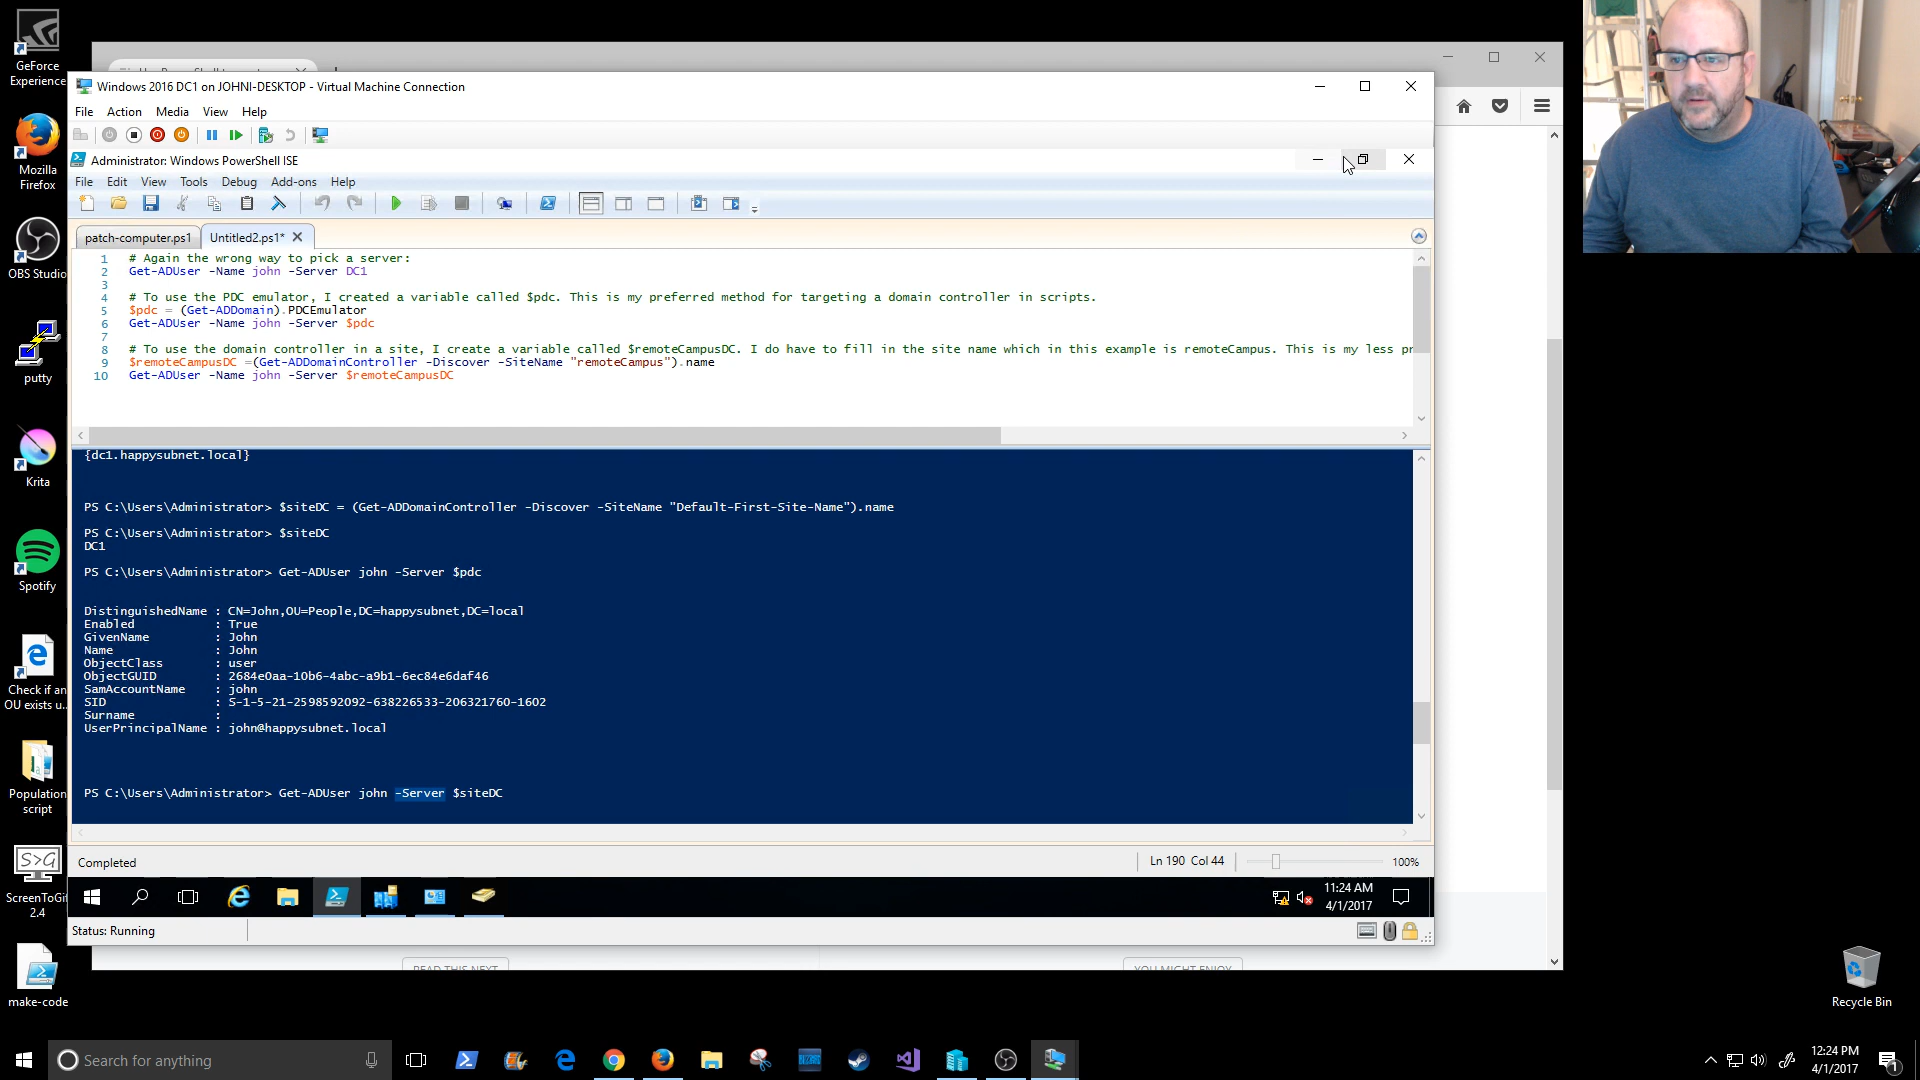 GeForce
Experience
Mozilla
Firefox
OBS Studio
putty
Krita
Spotify
Check if an
OU exists u...
Population
script
ScreenToGif
2.4
make-code
Windows 2016 DC1 on JOHNI-DESKTOP - Virtual Machine Connection
File Action Media View Help
Administrator: Windows PowerShell ISE
File Edit View Tools Debug Add-ons Help
patch-computer.ps1 Untitled2.ps1*
1 # Again the wrong way to pick a server:
2 Get-ADUser -Name john -Server DC1
3
4 # To use the PDC emulator, I created a variable called $pdc. This is my preferred method for targeting a domain controller in scripts.
5 $pdc = (Get-ADDomain).PDCEmulator
6 Get-ADUser -Name john -Server $pdc
7
8 # To use the domain controller in a site, I create a variable called $remoteCampusDC. I do have to fill in the site name which in this example is remoteCampus. This is my less pr
9 $remoteCampusDC =(Get-ADDomainController -Discover -SiteName "remoteCampus").name
10 Get-ADUser -Name john -Server $remoteCampusDC
{dc1.happysubnet.local}
PS C:\Users\Administrator> $siteDC = (Get-ADDomainController -Discover -SiteName "Default-First-Site-Name").name
PS C:\Users\Administrator> $siteDC
DC1
PS C:\Users\Administrator> Get-ADUser john -Server $pdc
DistinguishedName : CN=John,OU=People,DC=happysubnet,DC=local
Enabled : True
GivenName : John
Name : John
ObjectClass : user
ObjectGUID : 2684e0aa-10b6-4abc-a9b1-6ec84e6daf46
SamAccountName : john
SID : S-1-5-21-2598592092-638226533-206321760-1602
Surname :
UserPrincipalName : john@happysubnet.local
PS C:\Users\Administrator> Get-ADUser john -Server $siteDC
Completed
Ln 190 Col 44
100%
11:24 AM
4/1/2017
Status: Running
READ THIS NEXT
YOU MIGHT ENJOY
Recycle Bin
Search for anything
12:24 PM
4/1/2017
1